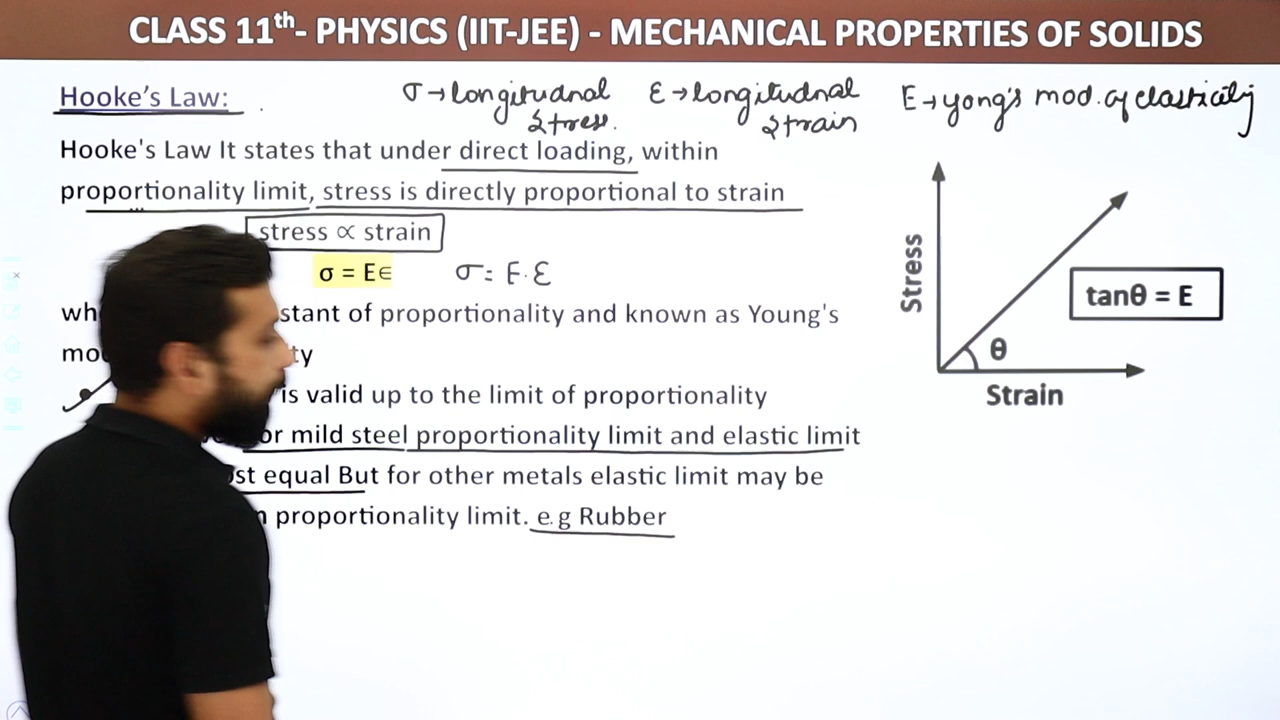 CLASS 11th- PHYSICS (IIT-JEE) - MECHANICAL PROPERTIES OF SOLIDS
Hooke's Law:
σ→longitudnal stress.
ε→longitudnal strain
E→yong's mod. of elasticity
Hooke's Law It states that under direct loading, within
proportionality limit, stress is directly proportional to strain
stress ∝ strain
σ = E∈
σ = E·ε
stant of proportionality and known as Young's
ty
is valid up to the limit of proportionality
or mild steel proportionality limit and elastic limit
st equal But for other metals elastic limit may be
proportionality limit. e.g Rubber
Stress
tanθ = E
θ
Strain